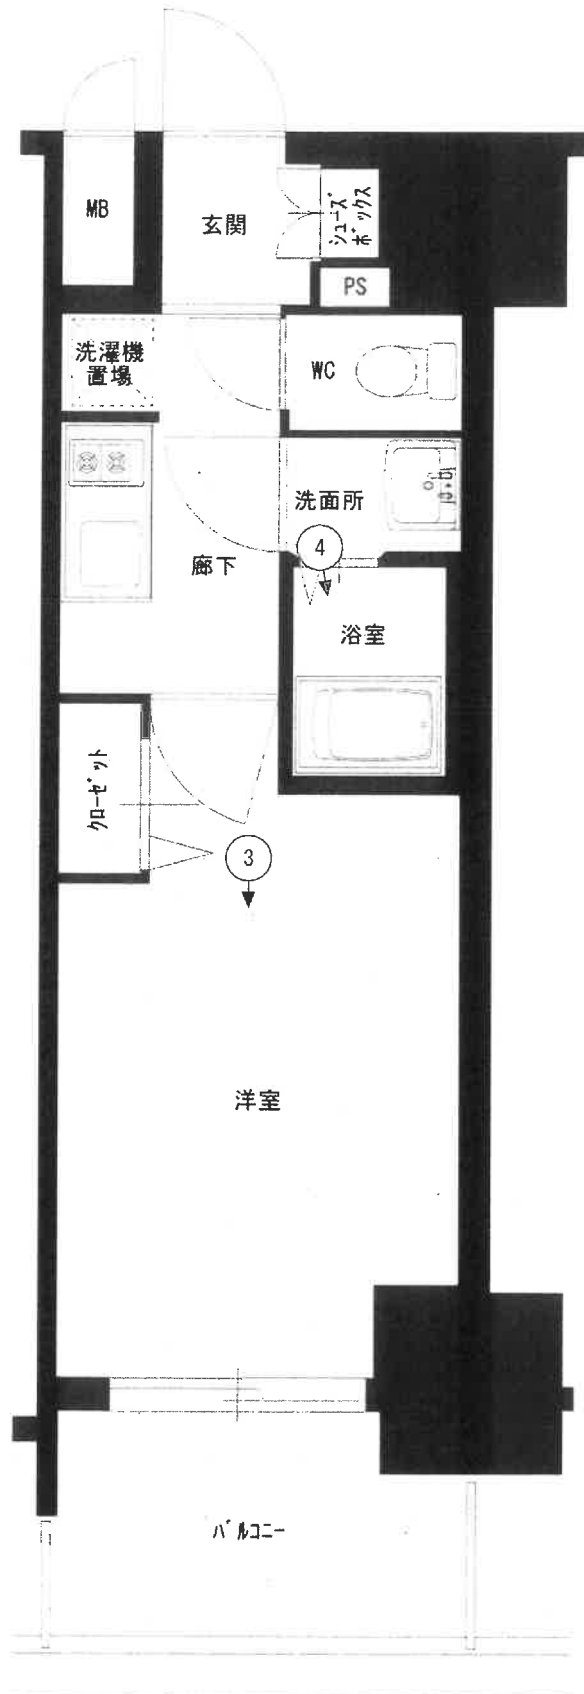 MB
玄関
シューズ
ボックス
PS
洗濯機
置場
WC
洗面所
4
廊下
浴室
クローゼット
3
洋室
バルコニー